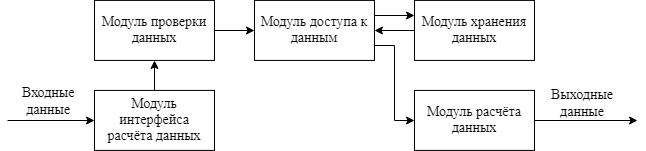 Модуль проверки
данных
Модуль доступа к
данным
Модуль хранения
данных
Входные
данные
Модуль
интерфейса
расчёта данных
Модуль расчёта
данных
Выходные
данные